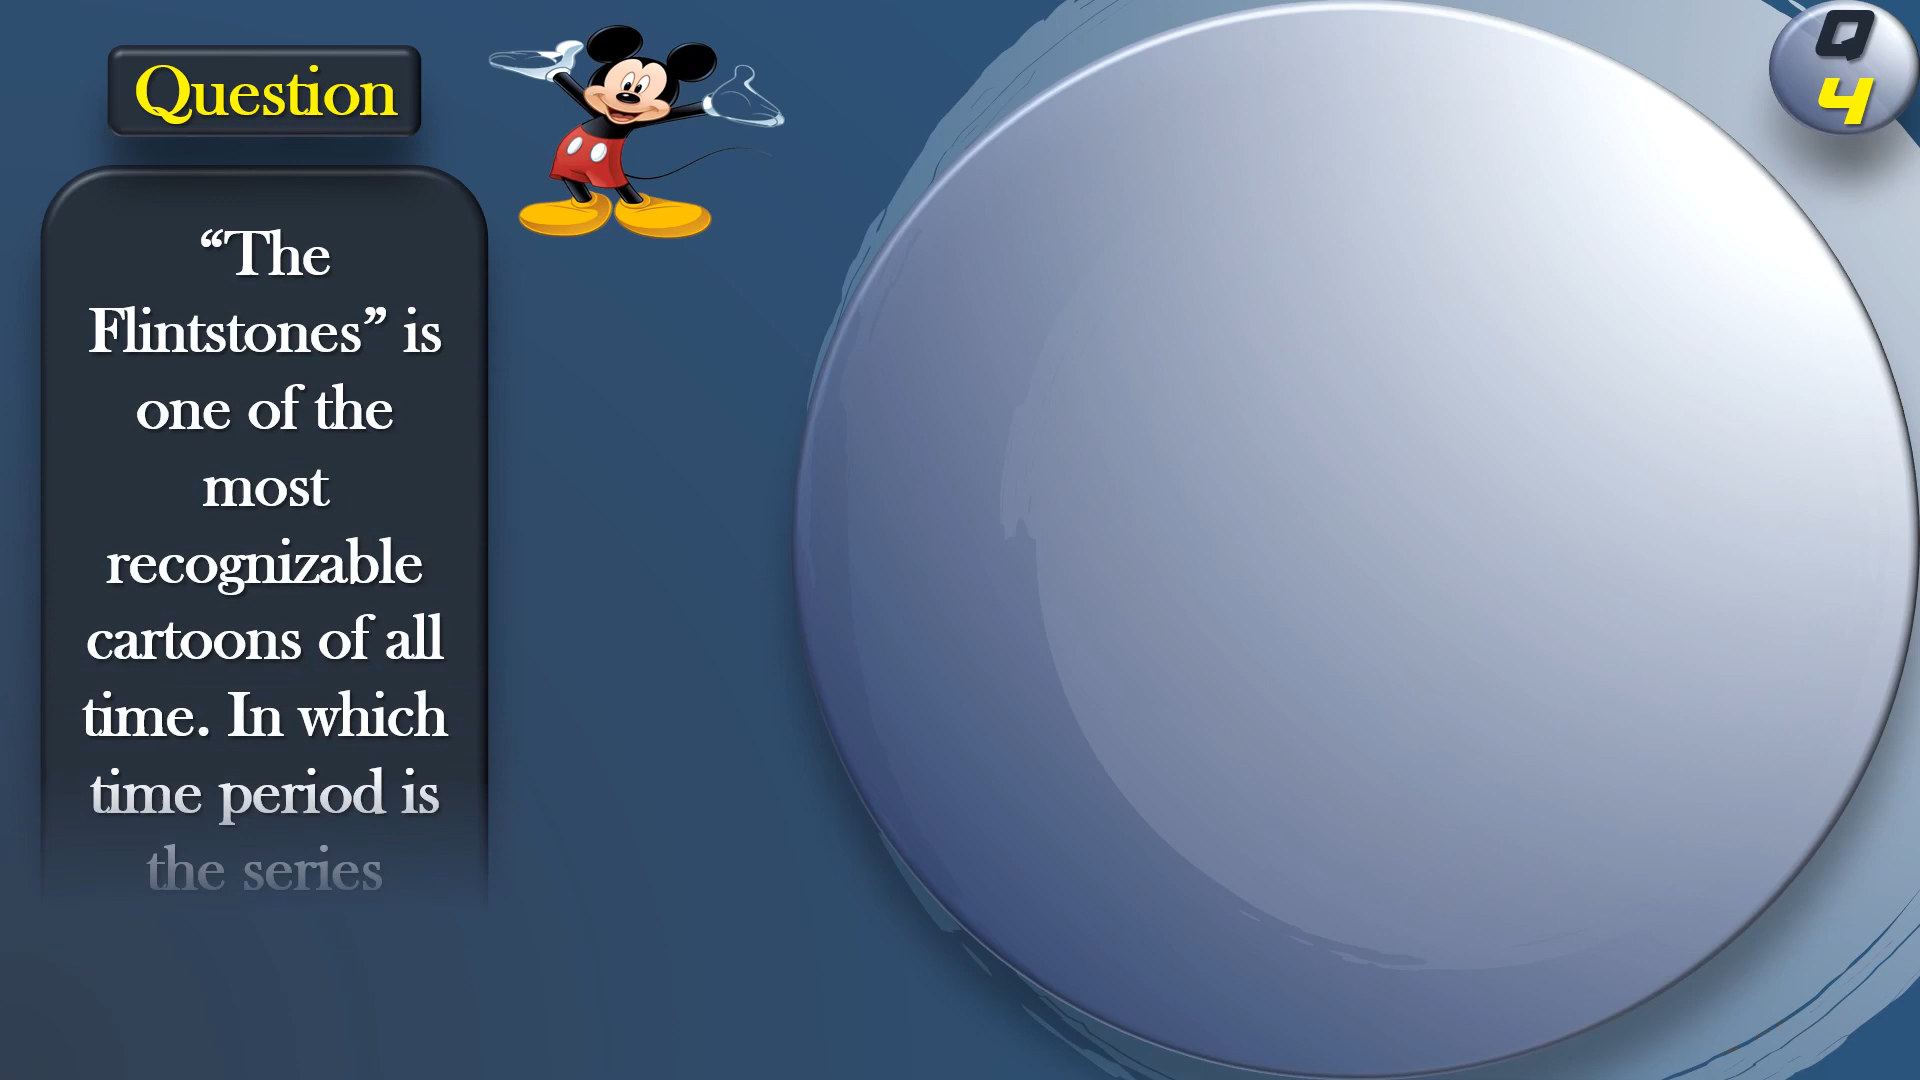 Question
“The
Flintstones” is
one of the
most
recognizable
cartoons of all
time. In which
time period is
the series
Q
4